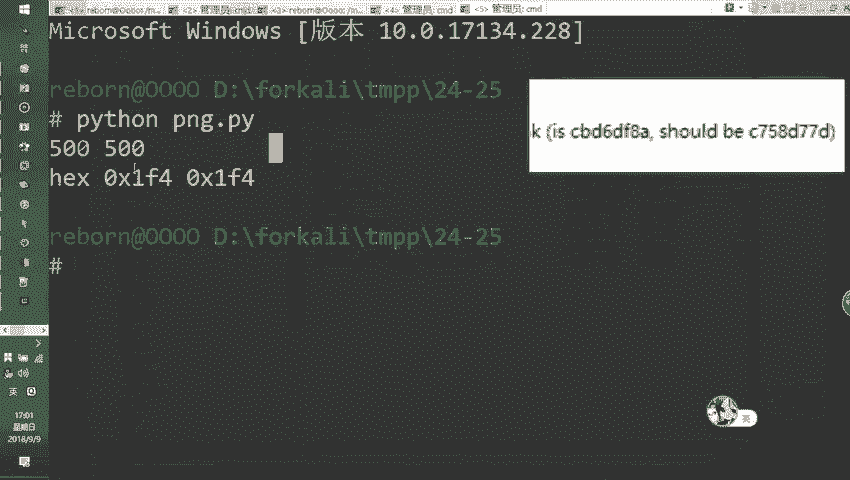 Microsoft Windows [版本 10.0.17134.228]
reborn@OOOO D:\forkali\tmpp\24-25
# python png.py
500 500
hex 0x1f4 0x1f4
reborn@OOOO D:\forkali\tmpp\24-25
#
k (is cbd6df8a, should be c758d77d)
英
17:01
星期日
2018/9/9
英